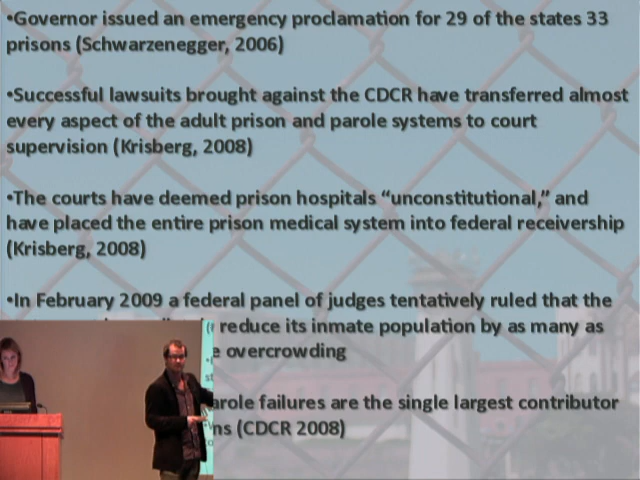 •Governor issued an emergency proclamation for 29 of the states 33
prisons (Schwarzenegger, 2006)
•Successful lawsuits brought against the CDCR have transferred almost
every aspect of the adult prison and parole systems to court
supervision (Krisberg, 2008)
•The courts have deemed prison hospitals “unconstitutional,” and
have placed the entire prison medical system into federal receivership
(Krisberg, 2008)
•In February 2009 a federal panel of judges tentatively ruled that the
reduce its inmate population by as many as
overcrowding
failures are the single largest contributor
(CDCR 2008)